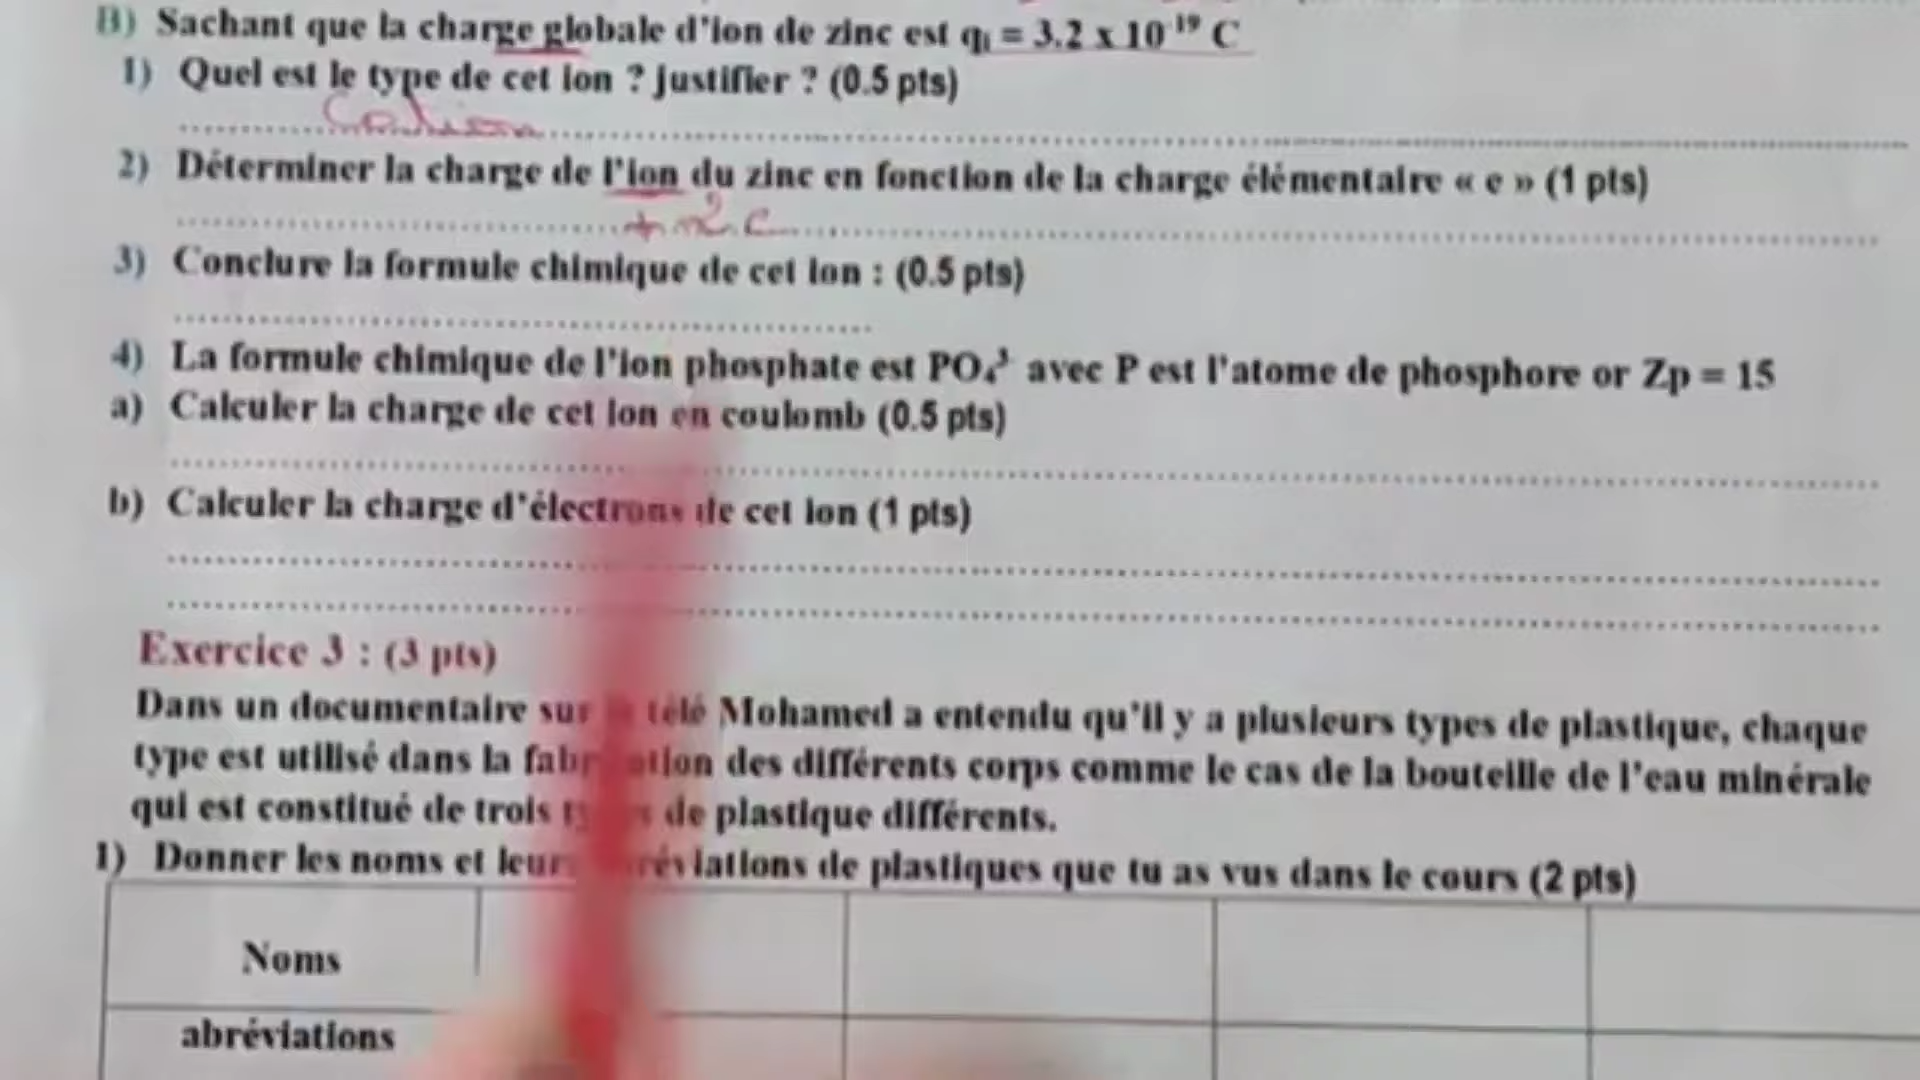 B) Sachant que la charge globale d'ion de zinc est qi = 3.2 x 10-19 C
1) Quel est le type de cet ion ? justifier ? (0.5 pts)
Cation
2) Déterminer la charge de l'ion du zinc en fonction de la charge élémentaire « e » (1 pts)
+ 2 e
3) Conclure la formule chimique de cet ion : (0.5 pts)
4) La formule chimique de l'ion phosphate est PO₄³ avec P est l'atome de phosphore or Zp = 15
a) Calculer la charge de cet ion en coulomb (0.5 pts)
b) Calculer la charge d'électrons de cet ion (1 pts)
Exercice 3 : (3 pts)
Dans un documentaire sur télé Mohamed a entendu qu'il y a plusieurs types de plastique, chaque
type est utilisé dans la fabrication des différents corps comme le cas de la bouteille de l'eau minérale
qui est constitué de trois de plastique différents.
1) Donner les noms et leurs abréviations de plastiques que tu as vus dans le cours (2 pts)
Noms
abréviations